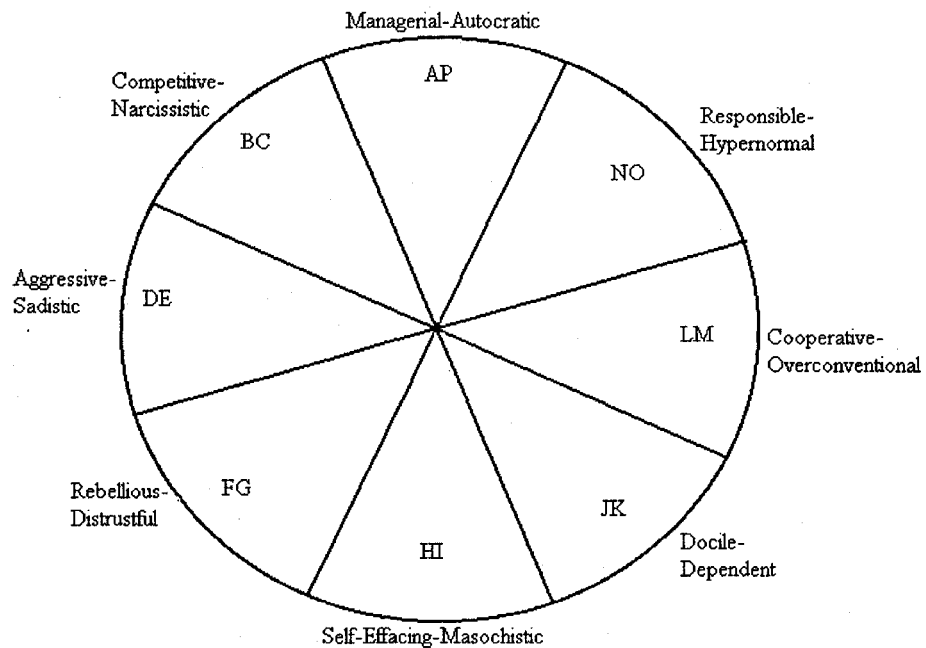 Managerial-Autocratic
AP
Competitive-
Narcissistic
BC
Responsible-
Hypernormal
NO
Aggressive-
Sadistic
DE
LM
Cooperative-
Overconventional
Rebellious-
Distrustful
FG
JK
Docile-
Dependent
HI
Self-Effacing-Masochistic